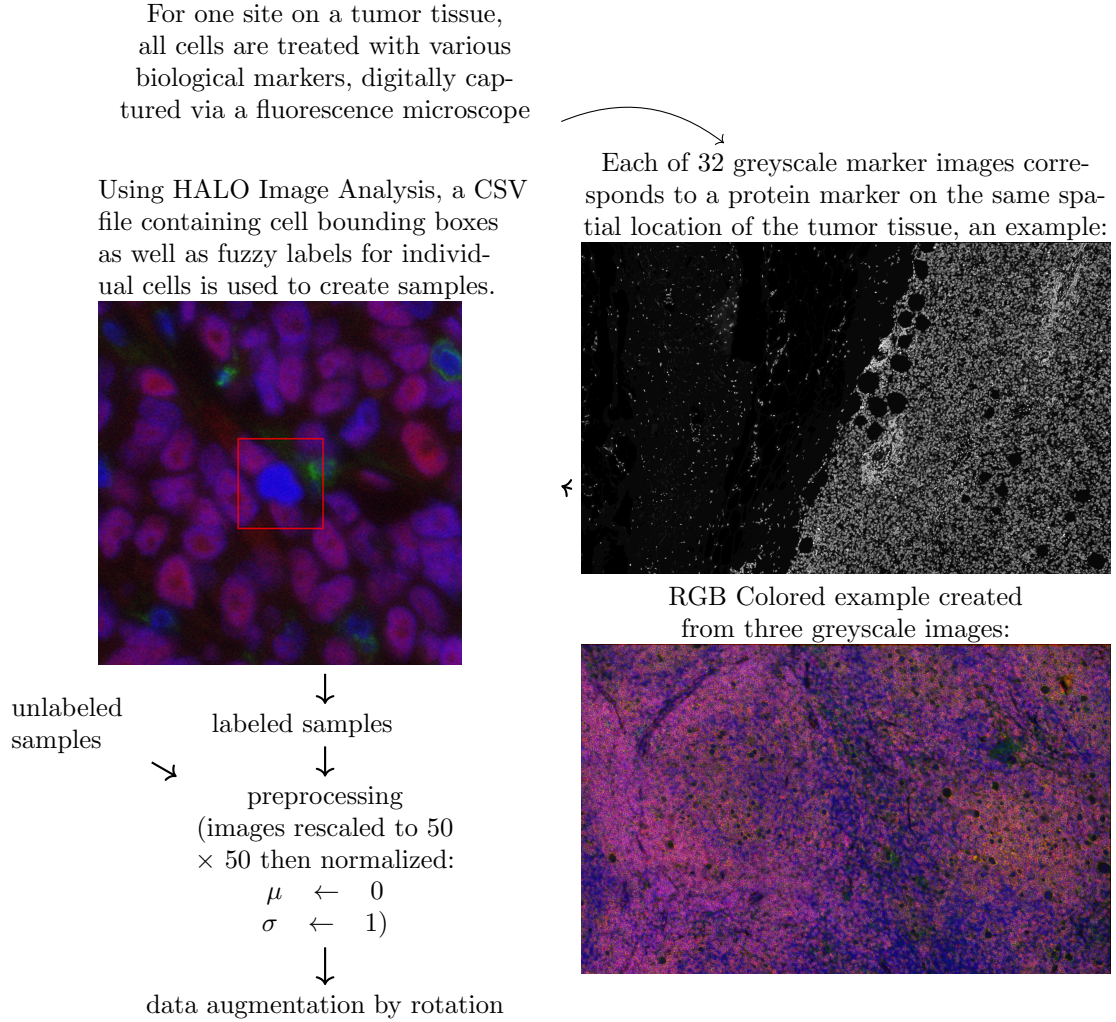 For one site on a tumor tissue,
all cells are treated with various
biological markers, digitally cap-
tured via a fluorescence microscope
Each of 32 greyscale marker images corre-
sponds to a protein marker on the same spa-
tial location of the tumor tissue, an example:
Using HALO Image Analysis, a CSV
file containing cell bounding boxes
as well as fuzzy labels for individ-
ual cells is used to create samples.
RGB Colored example created
from three greyscale images:
unlabeled
samples
labeled samples
preprocessing
(images rescaled to 50
× 50 then normalized:
μ ← 0
σ ← 1)
data augmentation by rotation